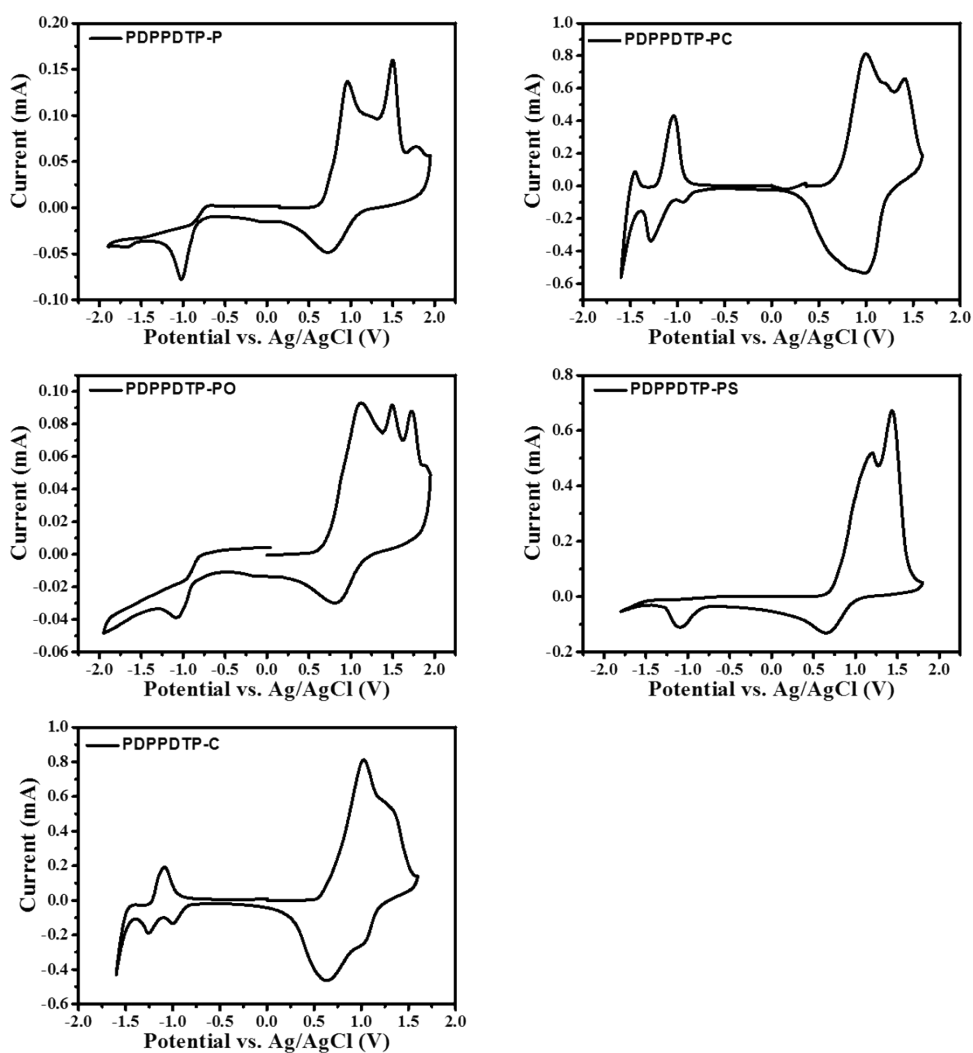 PDPPDTP-P
Current (mA)
0.20
0.15
0.10
0.05
0.00
-0.05
-0.10
-2.0 -1.5 -1.0 -0.5 0.0 0.5 1.0 1.5 2.0
Potential vs. Ag/AgCl (V)
PDPPDTP-PC
Current (mA)
1.0
0.8
0.6
0.4
0.2
0.0
-0.2
-0.4
-0.6
-2.0 -1.5 -1.0 -0.5 0.0 0.5 1.0 1.5 2.0
Potential vs. Ag/AgCl (V)
PDPPDTP-PO
Current (mA)
0.10
0.08
0.06
0.04
0.02
0.00
-0.02
-0.04
-0.06
-2.0 -1.5 -1.0 -0.5 0.0 0.5 1.0 1.5 2.0
Potential vs. Ag/AgCl (V)
PDPPDTP-PS
Current (mA)
0.8
0.6
0.4
0.2
0.0
-0.2
-2.0 -1.5 -1.0 -0.5 0.0 0.5 1.0 1.5 2.0
Potential vs. Ag/AgCl (V)
PDPPDTP-C
Current (mA)
1.0
0.8
0.6
0.4
0.2
0.0
-0.2
-0.4
-0.6
-2.0 -1.5 -1.0 -0.5 0.0 0.5 1.0 1.5 2.0
Potential vs. Ag/AgCl (V)